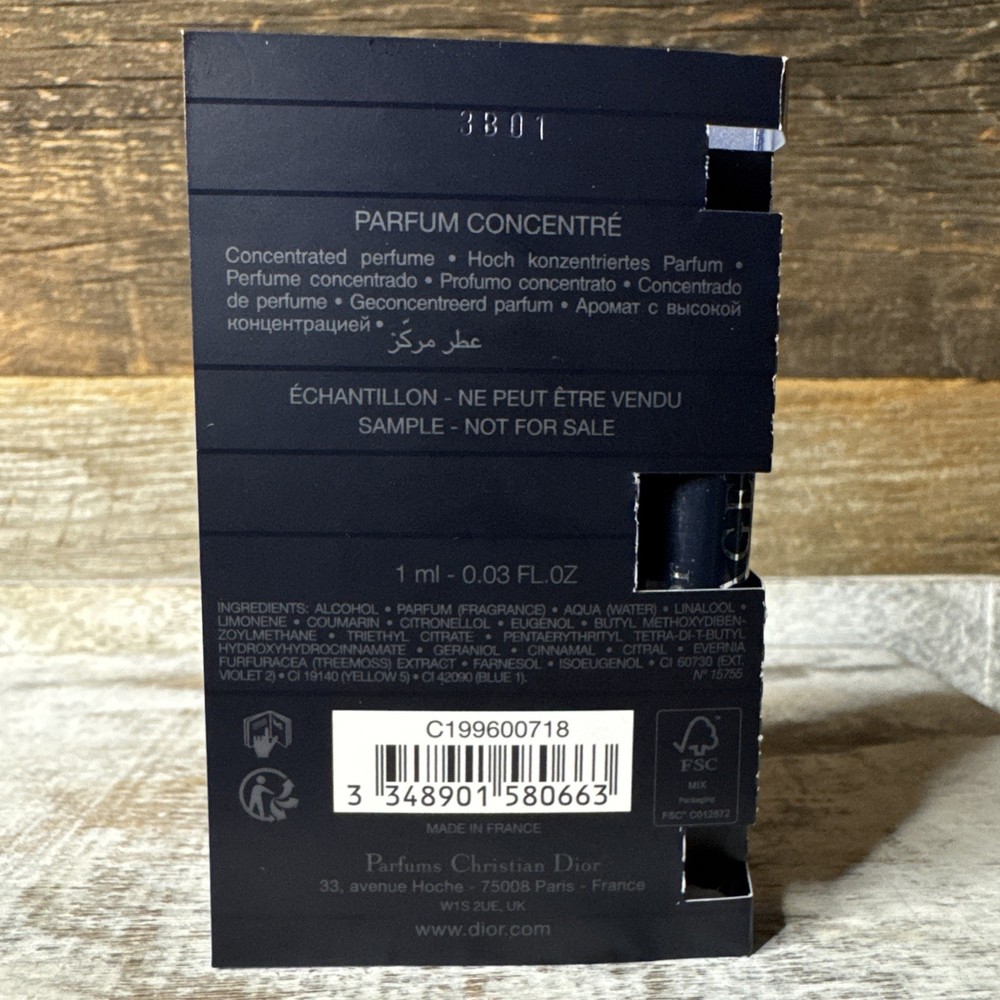 3B01
PARFUM CONCENTRÉ
Concentrated perfume • Hoch konzentriertes Parfum •
Perfume concentrado • Profumo concentrato • Concentrado
de perfume • Geconcentreerd parfum • Аромат с высокой
концентрацией • عطر مركّز
ÉCHANTILLON - NE PEUT ÊTRE VENDU
SAMPLE - NOT FOR SALE
1 ml - 0.03 FL.OZ
INGREDIENTS: ALCOHOL • PARFUM (FRAGRANCE) • AQUA (WATER) • LINALOOL •
LIMONENE • COUMARIN • CITRONELLOL • EUGENOL • BUTYL METHOXYDIBEN-
ZOYLMETHANE • TRIETHYL CITRATE • PENTAERYTHRITYL TETRA-DI-T-BUTYL
HYDROXYHYDROCINNAMATE • GERANIOL • CINNAMAL • CITRAL • EVERNIA
FURFURACEA (TREEMOSS) EXTRACT • FARNESOL • ISOEUGENOL • CI 60730 (EXT.
VIOLET 2) • CI 19140 (YELLOW 5) • CI 42090 (BLUE 1). N° 15755
C199600718
3 348901 580663
FSC
MIX
Packaging
FSC® C012872
MADE IN FRANCE
Parfums Christian Dior
33, avenue Hoche - 75008 Paris - France
W1S 2UE, UK
www.dior.com